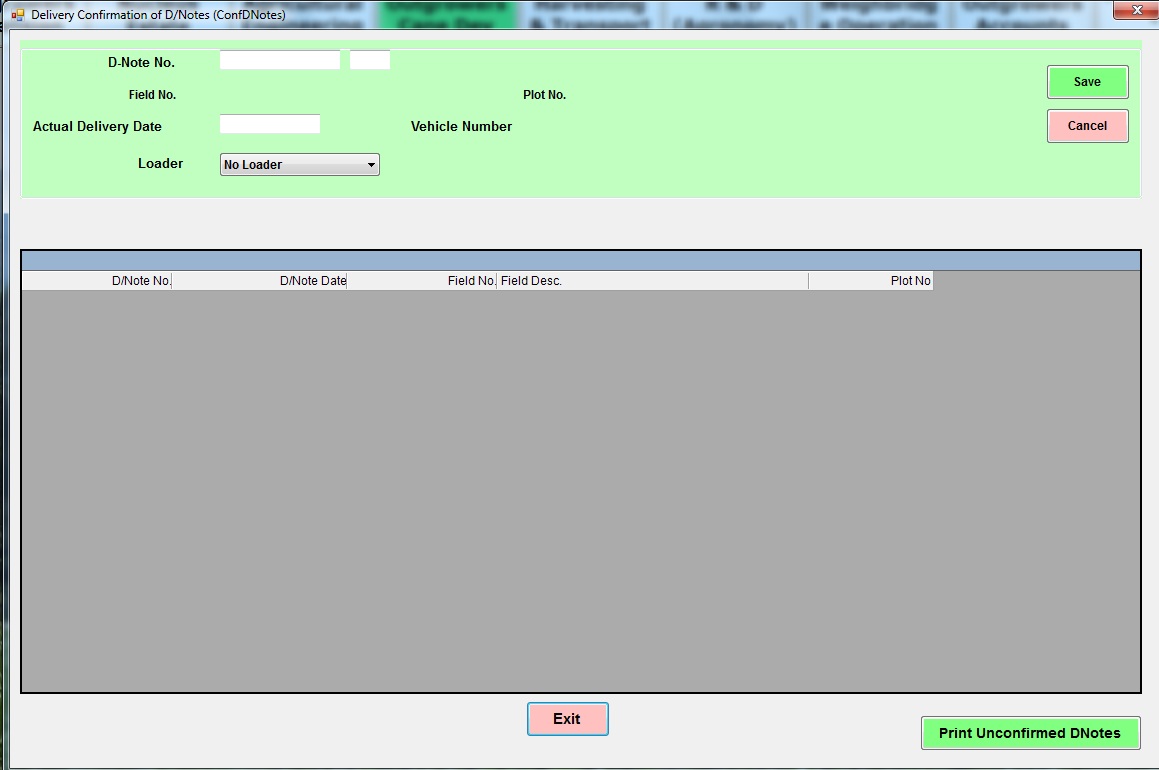 Delivery Confirmation of D/Notes (ConfDNotes)
D-Note No.
Save
Field No. Plot No.
Actual Delivery Date Vehicle Number
Cancel
Loader No Loader
D/Note No. D/Note Date Field No. Field Desc. Plot No
Exit
Print Unconfirmed DNotes